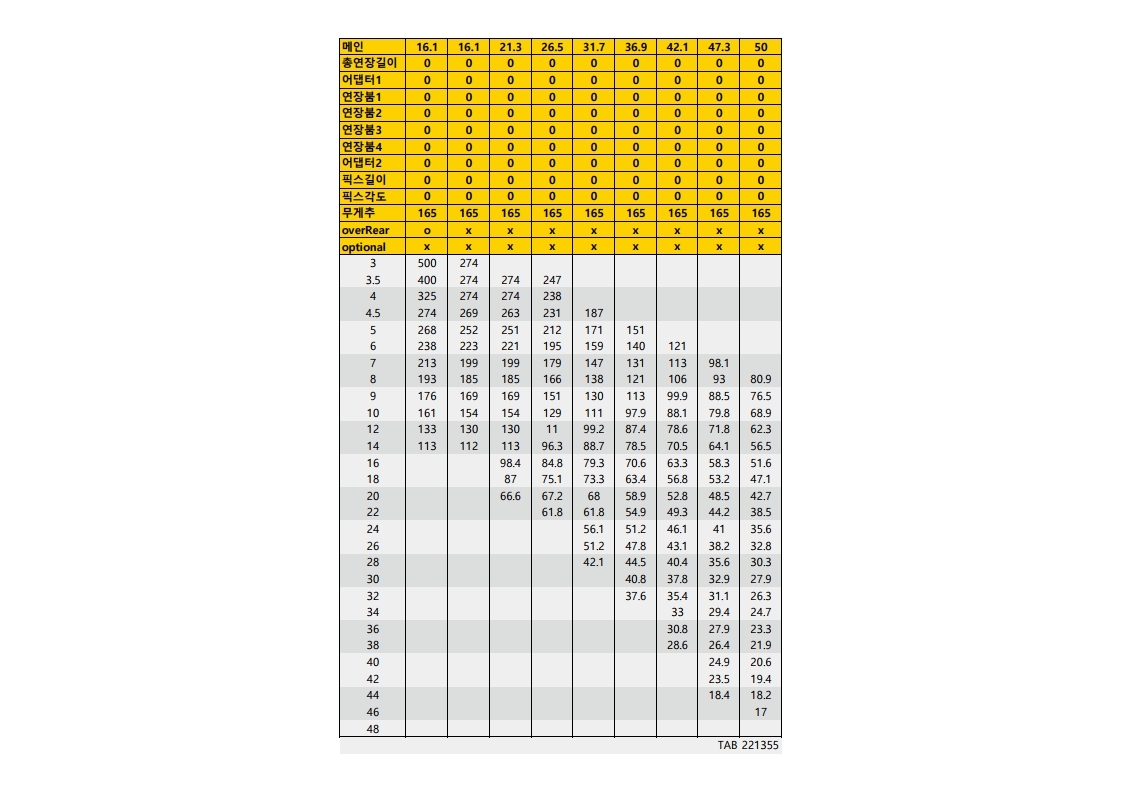 메인 16.1 16.1 21.3 26.5 31.7 36.9 42.1 47.3 50
총연장길이 0 0 0 0 0 0 0 0 0
어댑터1 0 0 0 0 0 0 0 0 0
연장붐1 0 0 0 0 0 0 0 0 0
연장붐2 0 0 0 0 0 0 0 0 0
연장붐3 0 0 0 0 0 0 0 0 0
연장붐4 0 0 0 0 0 0 0 0 0
어댑터2 0 0 0 0 0 0 0 0 0
픽스길이 0 0 0 0 0 0 0 0 0
픽스각도 0 0 0 0 0 0 0 0 0
무게추 165 165 165 165 165 165 165 165 165
overRear o x x x x x x x x
optional x x x x x x x x x
3 500 274
3.5 400 274 274 247
4 325 274 274 238
4.5 274 269 263 231 187
5 268 252 251 212 171 151
6 238 223 221 195 159 140 121
7 213 199 199 179 147 131 113 98.1
8 193 185 185 166 138 121 106 93 80.9
9 176 169 169 151 130 113 99.9 88.5 76.5
10 161 154 154 129 111 97.9 88.1 79.8 68.9
12 133 130 130 11 99.2 87.4 78.6 71.8 62.3
14 113 112 113 96.3 88.7 78.5 70.5 64.1 56.5
16 98.4 84.8 79.3 70.6 63.3 58.3 51.6
18 87 75.1 73.3 63.4 56.8 53.2 47.1
20 66.6 67.2 68 58.9 52.8 48.5 42.7
22 61.8 61.8 54.9 49.3 44.2 38.5
24 56.1 51.2 46.1 41 35.6
26 51.2 47.8 43.1 38.2 32.8
28 42.1 44.5 40.4 35.6 30.3
30 40.8 37.8 32.9 27.9
32 37.6 35.4 31.1 26.3
34 33 29.4 24.7
36 30.8 27.9 23.3
38 28.6 26.4 21.9
40 24.9 20.6
42 23.5 19.4
44 18.4 18.2
46 17
48
TAB 221355